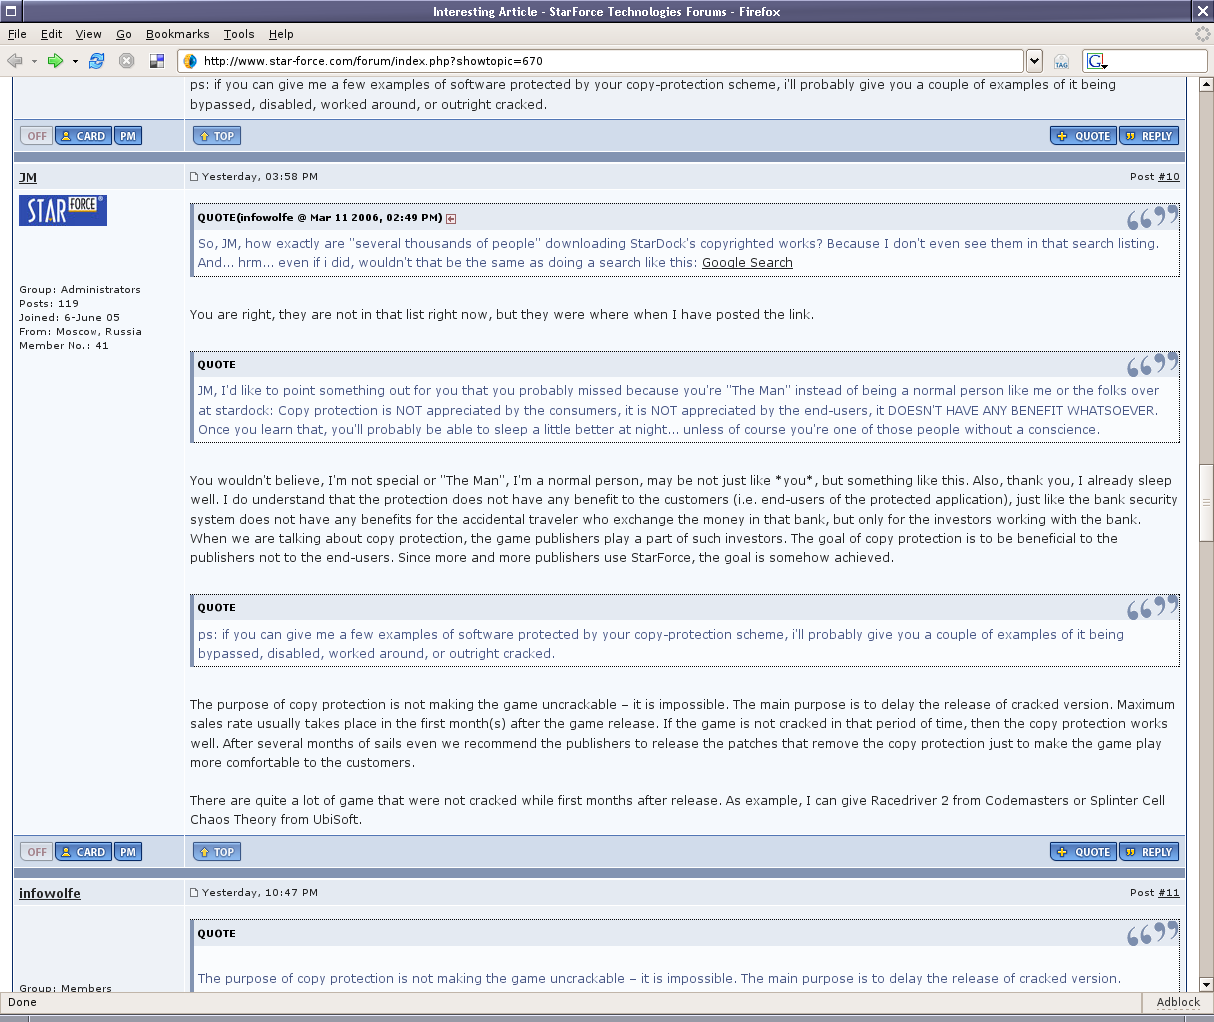 Interesting Article - StarForce Technologies Forums - Firefox
File Edit View Go Bookmarks Tools Help
http://www.star-force.com/forum/index.php?showtopic=670
TAG
G
ps: if you can give me a few examples of software protected by your copy-protection scheme, i'll probably give you a couple of examples of it being
bypassed, disabled, worked around, or outright cracked.
OFF CARD PM TOP QUOTE REPLY
JM Yesterday, 03:58 PM Post #10
STAR FORCE®
QUOTE(infowolfe @ Mar 11 2006, 02:49 PM)
So, JM, how exactly are "several thousands of people" downloading StarDock's copyrighted works? Because I don't even see them in that search listing.
And... hrm... even if i did, wouldn't that be the same as doing a search like this: Google Search
Group: Administrators
Posts: 119
Joined: 6-June 05
From: Moscow, Russia
Member No.: 41
You are right, they are not in that list right now, but they were where when I have posted the link.
QUOTE
JM, I'd like to point something out for you that you probably missed because you're "The Man" instead of being a normal person like me or the folks over
at stardock: Copy protection is NOT appreciated by the consumers, it is NOT appreciated by the end-users, it DOESN'T HAVE ANY BENEFIT WHATSOEVER.
Once you learn that, you'll probably be able to sleep a little better at night... unless of course you're one of those people without a conscience.
You wouldn't believe, I'm not special or "The Man", I'm a normal person, may be not just like *you*, but something like this. Also, thank you, I already sleep
well. I do understand that the protection does not have any benefit to the customers (i.e. end-users of the protected application), just like the bank security
system does not have any benefits for the accidental traveler who exchange the money in that bank, but only for the investors working with the bank.
When we are talking about copy protection, the game publishers play a part of such investors. The goal of copy protection is to be beneficial to the
publishers not to the end-users. Since more and more publishers use StarForce, the goal is somehow achieved.
QUOTE
ps: if you can give me a few examples of software protected by your copy-protection scheme, i'll probably give you a couple of examples of it being
bypassed, disabled, worked around, or outright cracked.
The purpose of copy protection is not making the game uncrackable – it is impossible. The main purpose is to delay the release of cracked version. Maximum
sales rate usually takes place in the first month(s) after the game release. If the game is not cracked in that period of time, then the copy protection works
well. After several months of sails even we recommend the publishers to release the patches that remove the copy protection just to make the game play
more comfortable to the customers.
There are quite a lot of game that were not cracked while first months after release. As example, I can give Racedriver 2 from Codemasters or Splinter Cell
Chaos Theory from UbiSoft.
OFF CARD PM TOP QUOTE REPLY
infowolfe Yesterday, 10:47 PM Post #11
QUOTE
The purpose of copy protection is not making the game uncrackable – it is impossible. The main purpose is to delay the release of cracked version.
Group: Members
Done Adblock